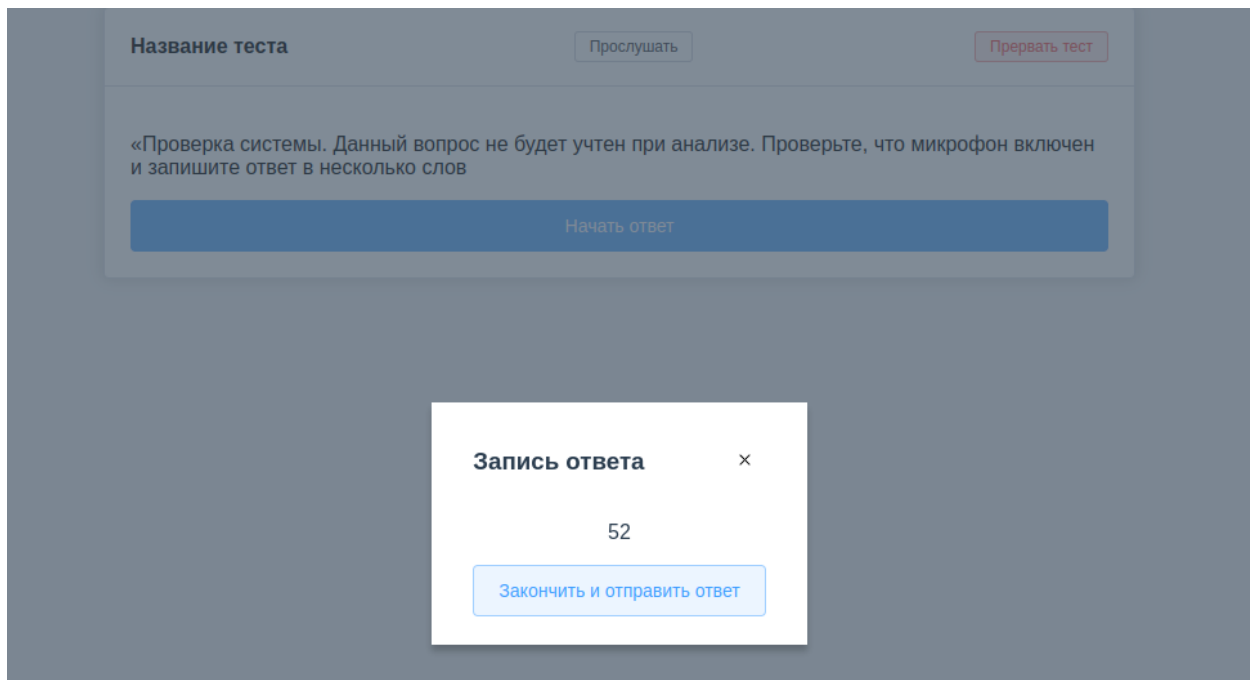 Название теста
Прослушать
Прервать тест
«Проверка системы. Данный вопрос не будет учтен при анализе. Проверьте, что микрофон включен
и запишите ответ в несколько слов
Начать ответ
Запись ответа ×
52
Закончить и отправить ответ